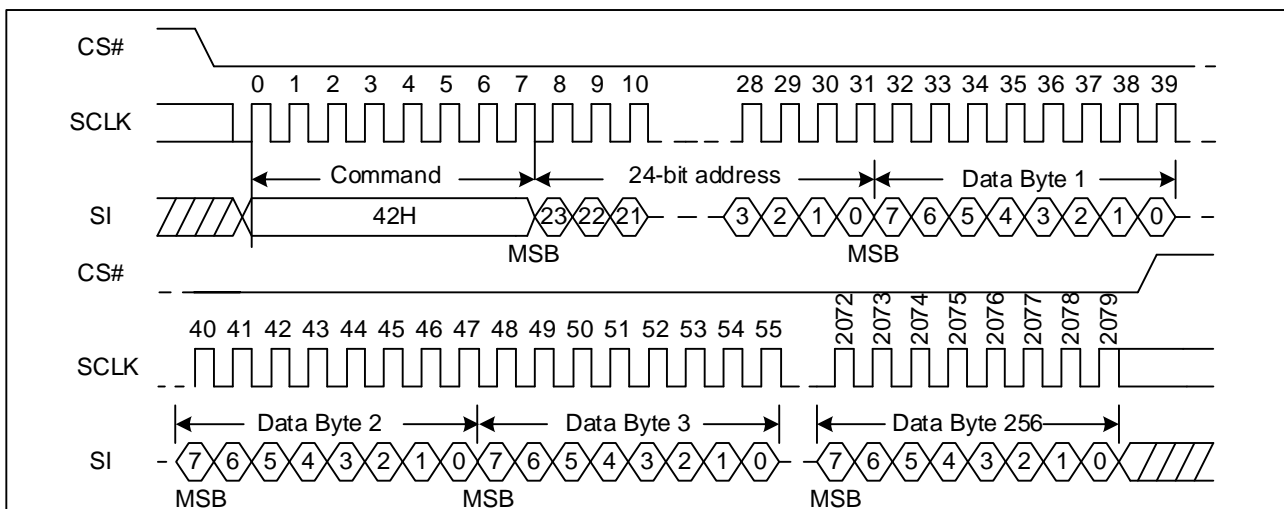 CS#
0 1 2 3 4 5 6 7 8 9 10 28 29 30 31 32 33 34 35 36 37 38 39
SCLK
Command 24-bit address Data Byte 1
SI 42H 23 22 21 3 2 1 0 7 6 5 4 3 2 1 0
MSB MSB
CS#
40 41 42 43 44 45 46 47 48 49 50 51 52 53 54 55 2072 2073 2074 2075 2076 2077 2078 2079
SCLK
Data Byte 2 Data Byte 3 Data Byte 256
SI 7 6 5 4 3 2 1 0 7 6 5 4 3 2 1 0 7 6 5 4 3 2 1 0
MSB MSB MSB